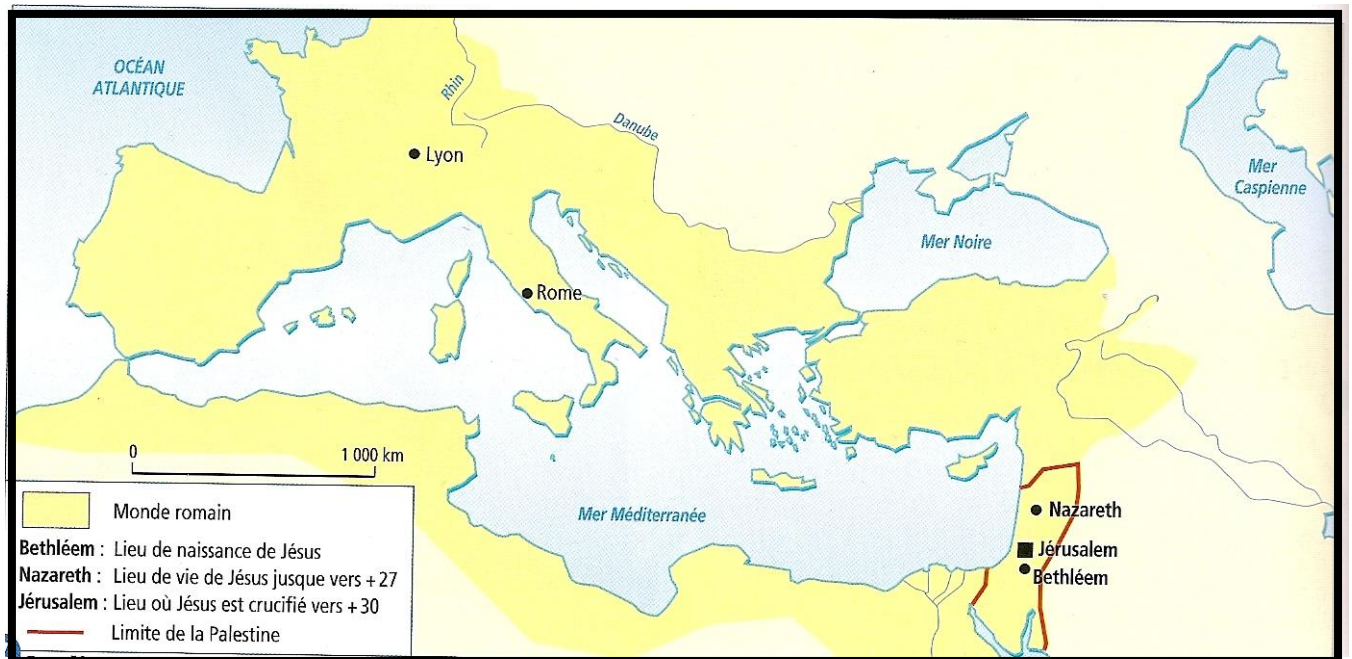 OCÉAN
ATLANTIQUE
Rhin
Danube
Lyon
Mer
Caspienne
Mer Noire
Rome
0 1 000 km
Mer Méditerranée
Nazareth
Jérusalem
Bethléem
Monde romain
Bethléem : Lieu de naissance de Jésus
Nazareth : Lieu de vie de Jésus jusque vers + 27
Jérusalem : Lieu où Jésus est crucifié vers + 30
Limite de la Palestine